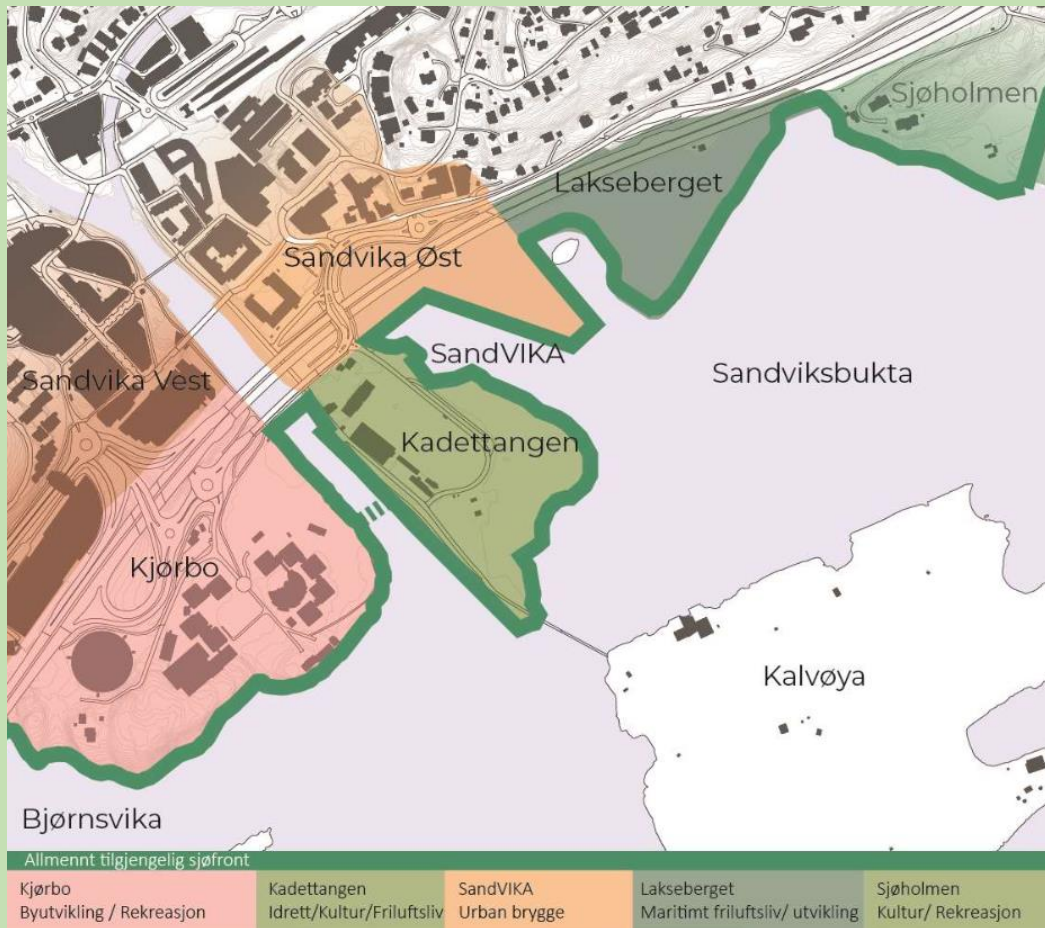 Sjøholmen
Lakseberget
Sandvika Øst
SandVIKA
Sandviksbukta
Sandvika Vest
Kadettangen
Kjørbo
Kalvøya
Bjørnsvika
Allmennt tilgjengelig sjøfront
Kjørbo
Byutvikling / Rekreasjon
Kadettangen
Idrett/Kultur/Friluftsliv
SandVIKA
Urban brygge
Lakseberget
Maritimt friluftsliv/ utvikling
Sjøholmen
Kultur/ Rekreasjon